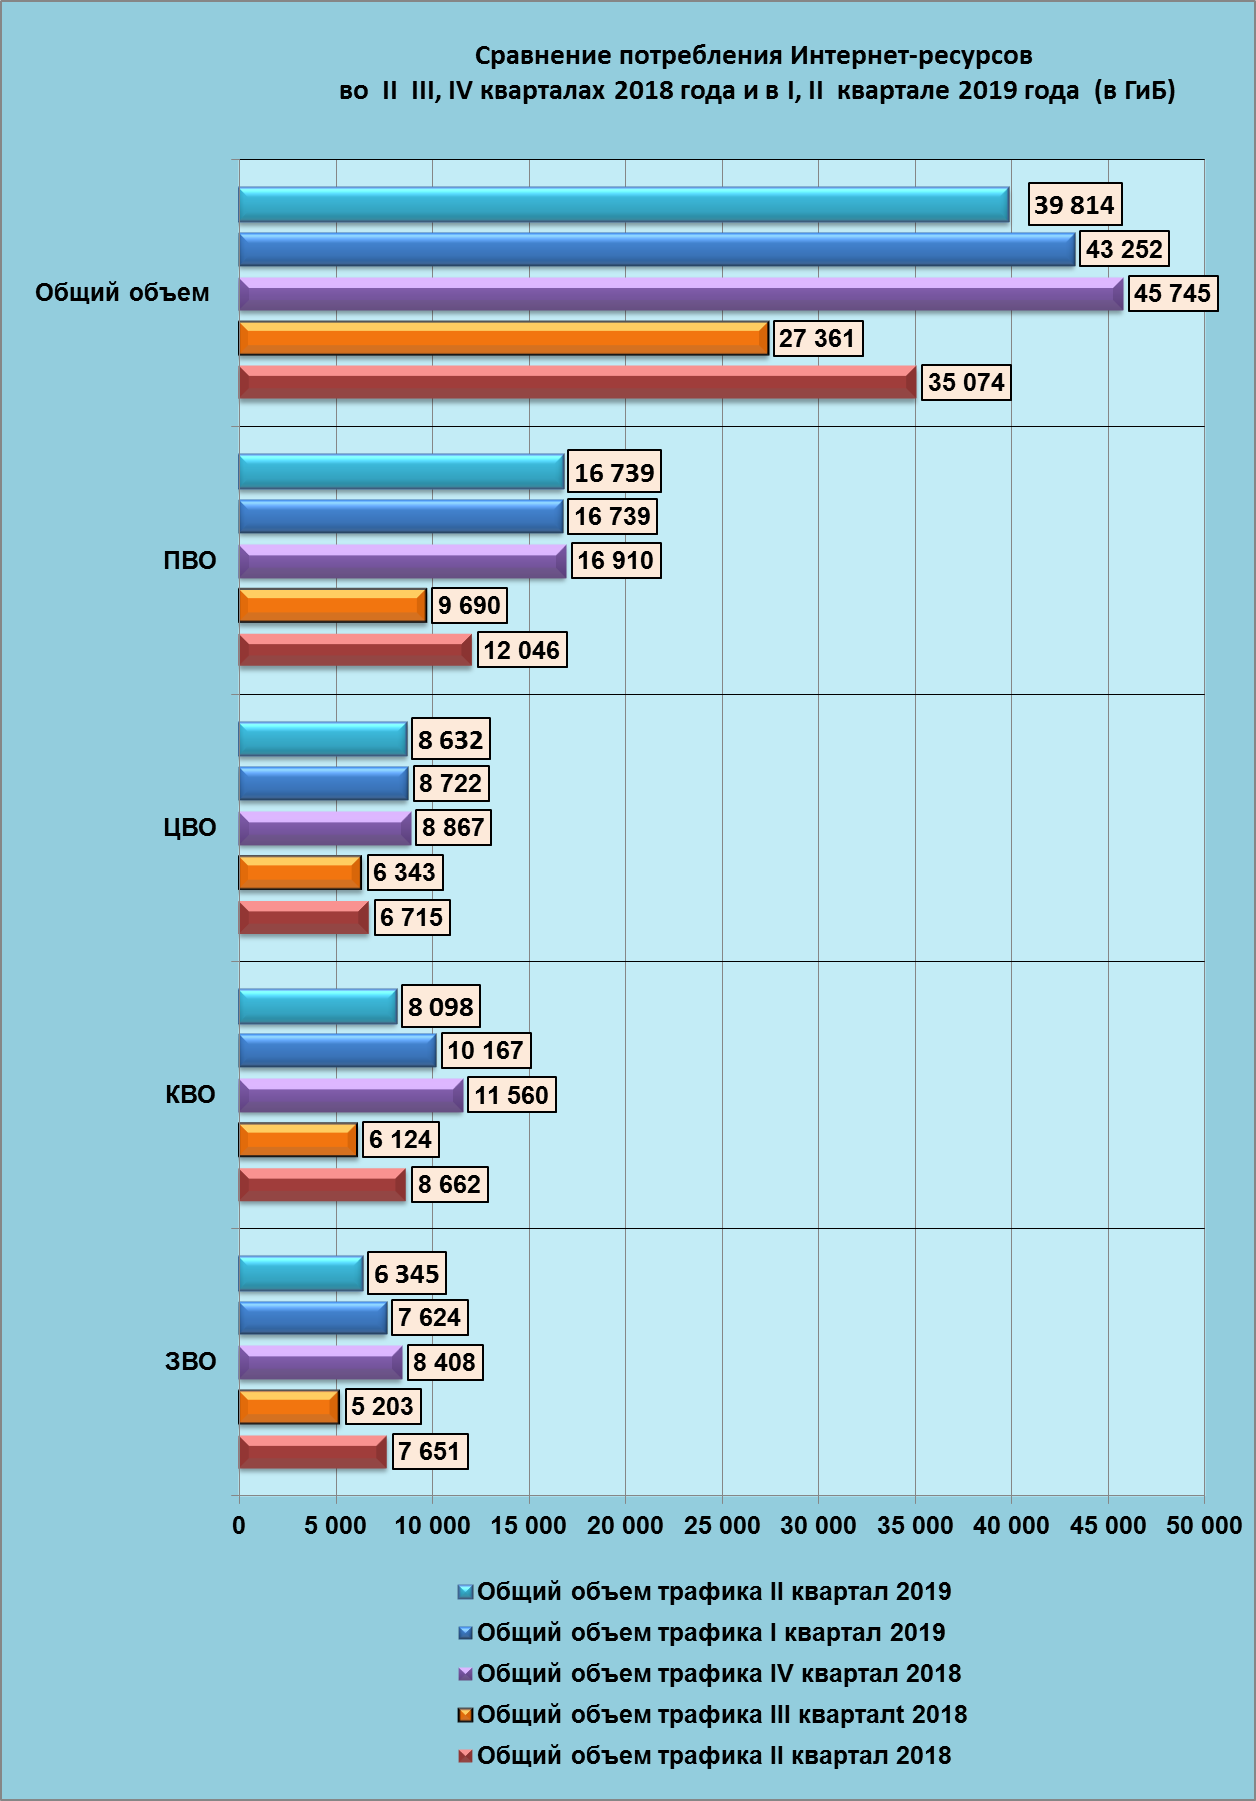 Сравнение потребления Интернет-ресурсов
во II III, IV кварталах 2018 года и в I, II квартале 2019 года (в ГиБ)
Общий объем
39 814
43 252
45 745
27 361
35 074
ПВО
16 739
16 739
16 910
9 690
12 046
ЦВО
8 632
8 722
8 867
6 343
6 715
КВО
8 098
10 167
11 560
6 124
8 662
ЗВО
6 345
7 624
8 408
5 203
7 651
0 5 000 10 000 15 000 20 000 25 000 30 000 35 000 40 000 45 000 50 000
Общий объем трафика II квартал 2019
Общий объем трафика I квартал 2019
Общий объем трафика IV квартал 2018
Общий объем трафика III кварталt 2018
Общий объем трафика II квартал 2018